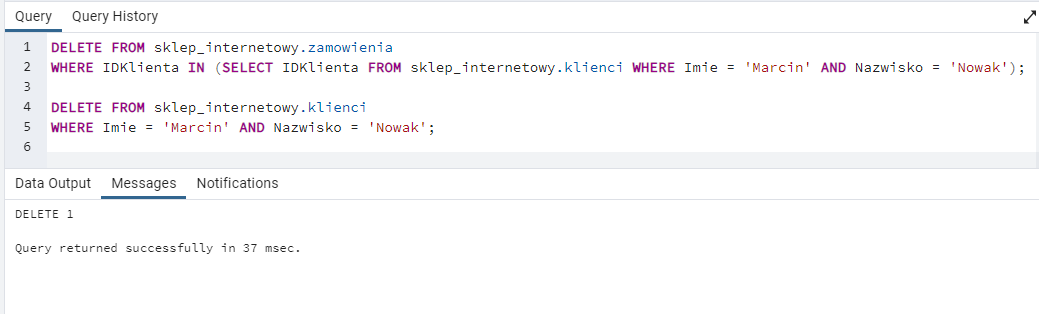 Query Query History
1 DELETE FROM sklep_internetowy.zamowienia
2 WHERE IDKlienta IN (SELECT IDKlienta FROM sklep_internetowy.klienci WHERE Imie = 'Marcin' AND Nazwisko = 'Nowak');
3
4 DELETE FROM sklep_internetowy.klienci
5 WHERE Imie = 'Marcin' AND Nazwisko = 'Nowak';
6
Data Output Messages Notifications
DELETE 1
Query returned successfully in 37 msec.